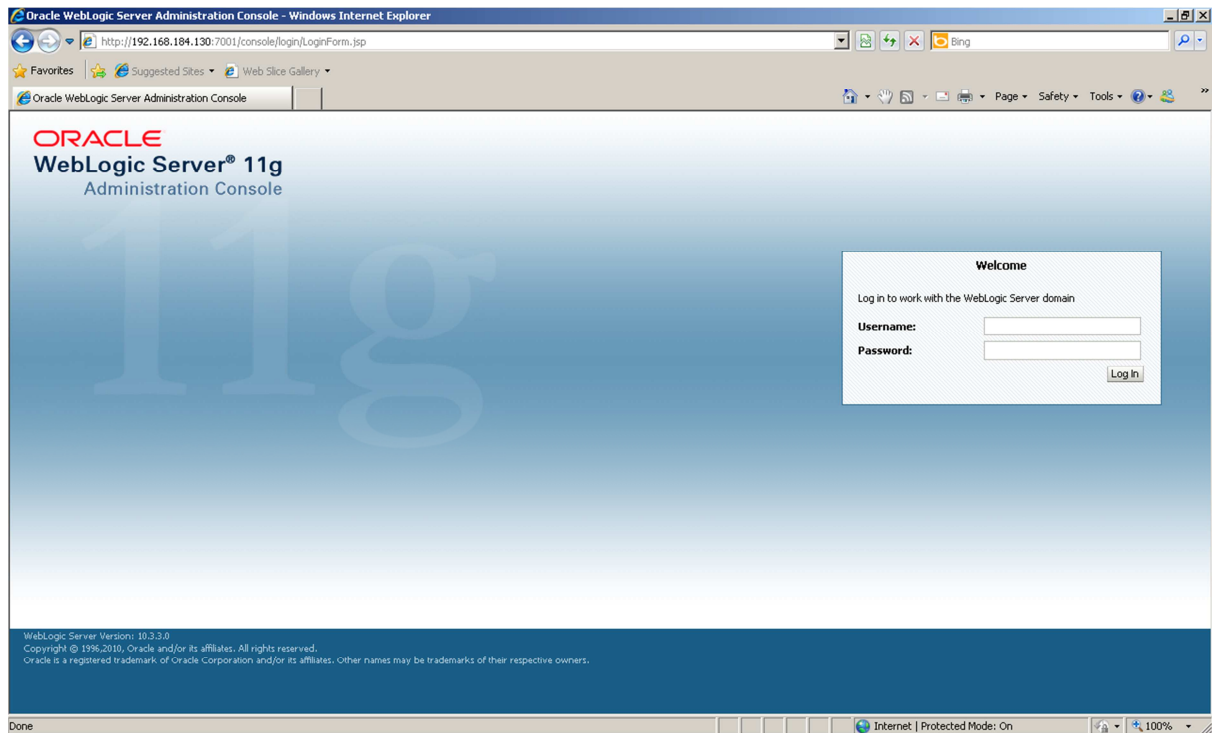 Oracle WebLogic Server Administration Console - Windows Internet Explorer
http://192.168.184.130:7001/console/login/LoginForm.jsp
Bing
Favorites Suggested Sites Web Slice Gallery
Oracle WebLogic Server Administration Console
Page Safety Tools »
ORACLE
WebLogic Server® 11g
Administration Console
11g
Welcome
Log in to work with the WebLogic Server domain
Username:
Password:
Log In
WebLogic Server Version: 10.3.3.0
Copyright © 1996,2010, Oracle and/or its affiliates. All rights reserved.
Oracle is a registered trademark of Oracle Corporation and/or its affiliates. Other names may be trademarks of their respective owners.
Done Internet | Protected Mode: On 100%